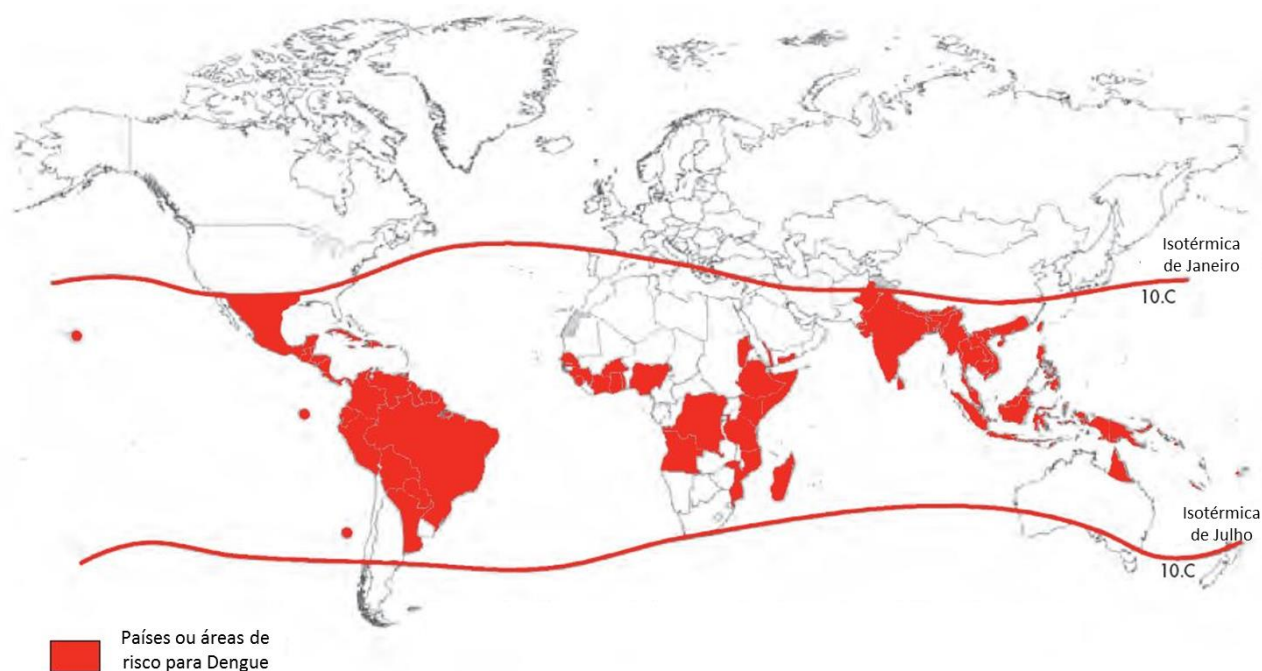 Isotérmica
de Janeiro
10.C
Isotérmica
de Julho
10.C
Países ou áreas de
risco para Dengue